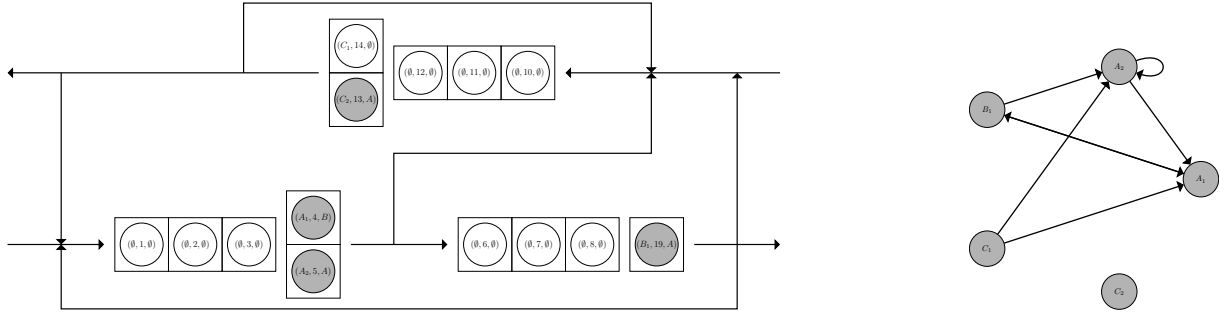 (C₁, 14, ∅)
(∅, 12, ∅) (∅, 11, ∅) (∅, 10, ∅)
(C₂, 13, A)
(A₁, 4, B)
(∅, 1, ∅) (∅, 2, ∅) (∅, 3, ∅)
(∅, 6, ∅) (∅, 7, ∅) (∅, 8, ∅) (B₁, 19, A)
(A₂, 5, A)
A₂
B₁
A₁
C₁
C₂